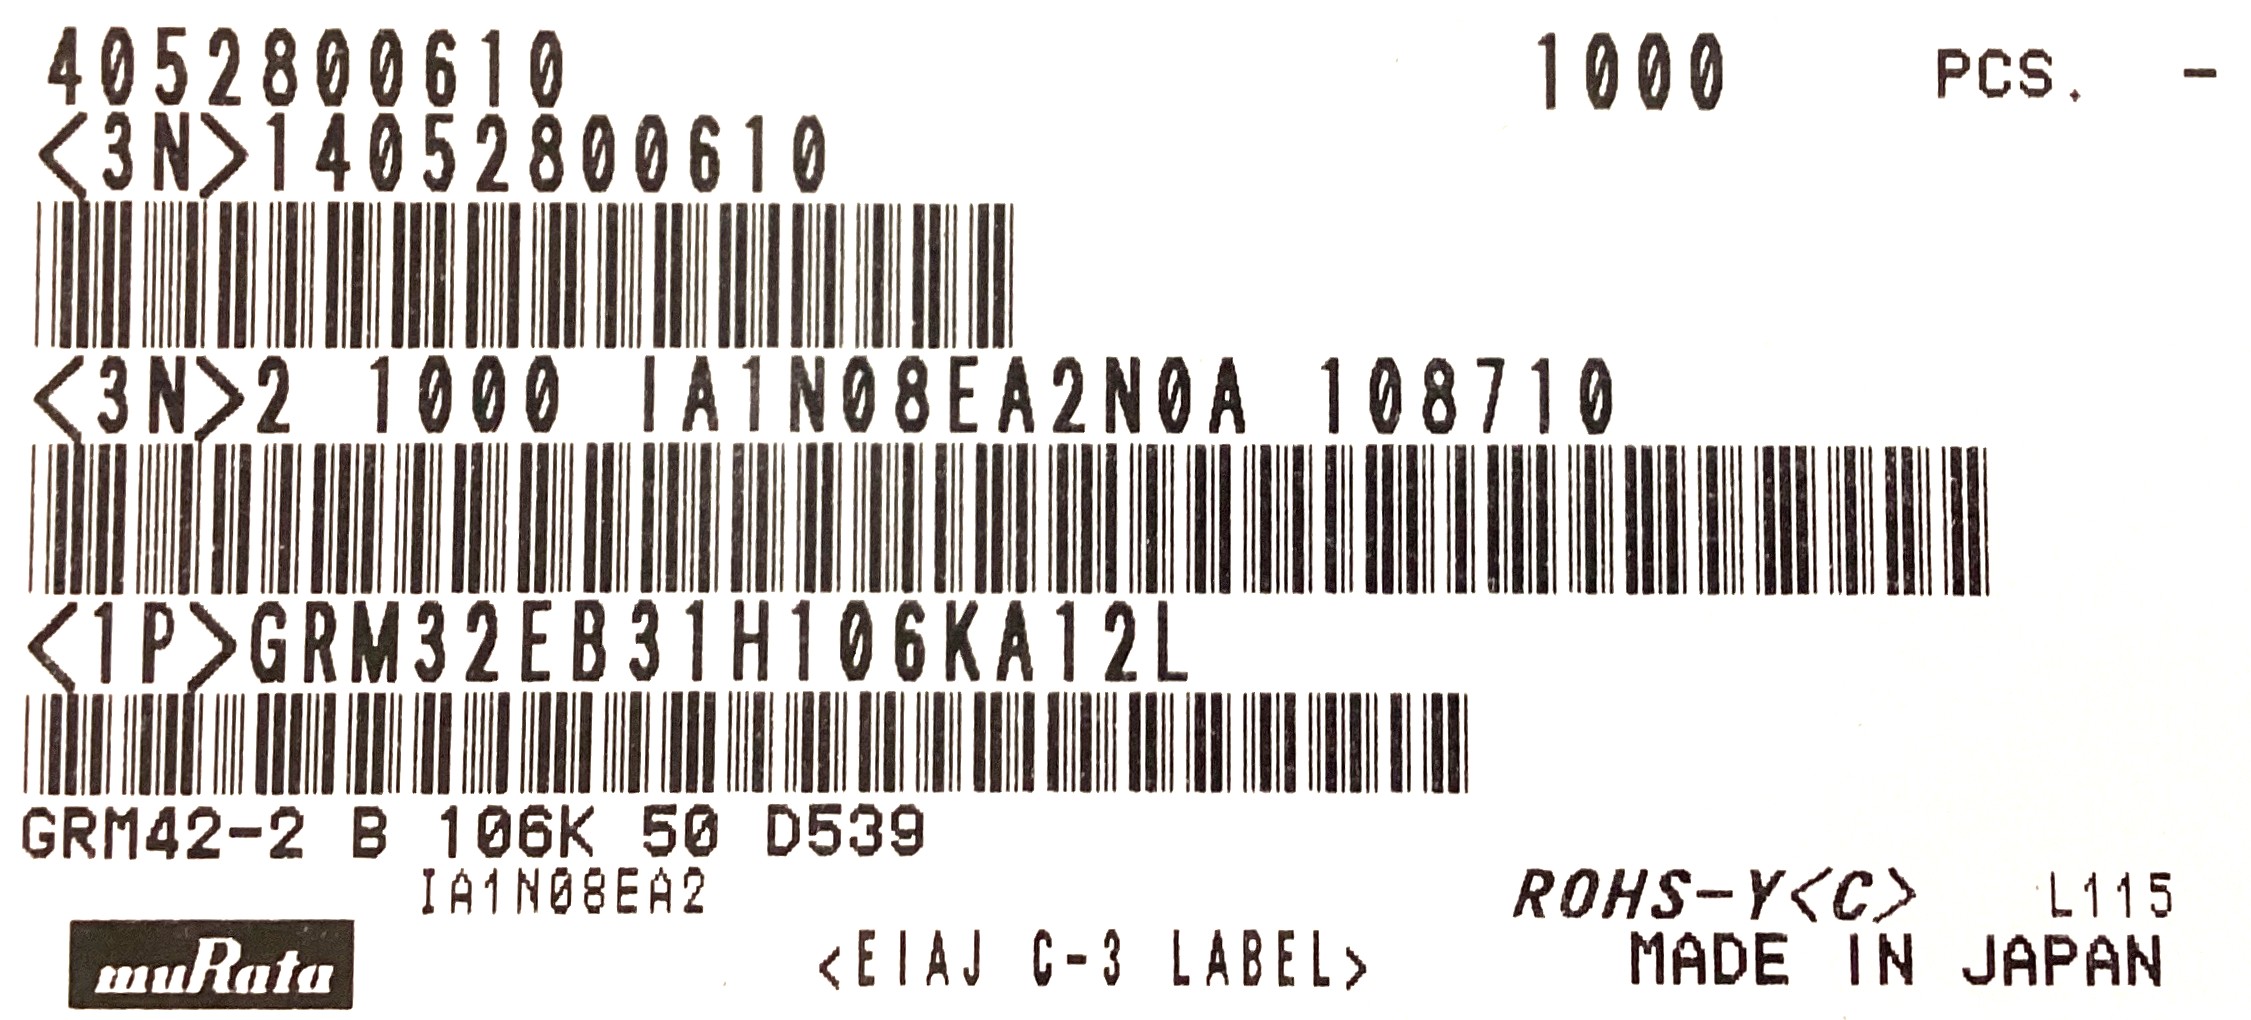 4052800610 1000 PCS. -
<3N>14052800610
<3N>2 1000 IA1N08EA2N0A 108710
<1P>GRM32EB31H106KA12L
GRM42-2 B 106K 50 D539
IA1N08EA2
ROHS-Y<C> L115
muRata
<EIAJ C-3 LABEL>
MADE IN JAPAN